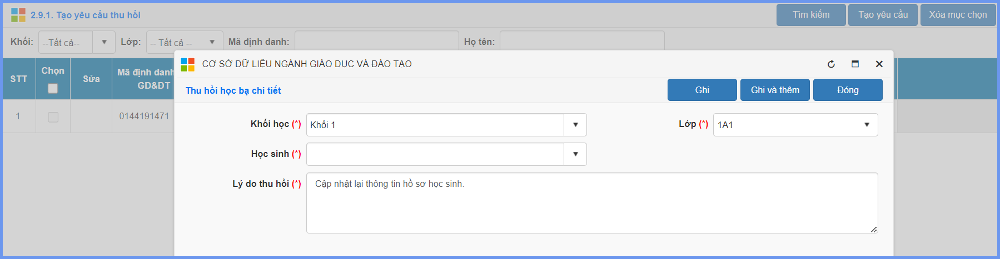 2.9.1. Tạo yêu cầu thu hồi
Tìm kiếm
Tạo yêu cầu
Xóa mục chọn
Khối:
--Tất cả--
Lớp:
-- Tất cả --
Mã định danh:
Họ tên:
STT
Chọn
Sửa
Mã định danh
GD&ĐT
1
0144191471
CƠ SỞ DỮ LIỆU NGÀNH GIÁO DỤC VÀ ĐÀO TẠO
Thu hồi học bạ chi tiết
Ghi
Ghi và thêm
Đóng
Khối học (*)
Khối 1
Lớp (*)
1A1
Học sinh (*)
Lý do thu hồi (*)
Cập nhật lại thông tin hồ sơ học sinh.